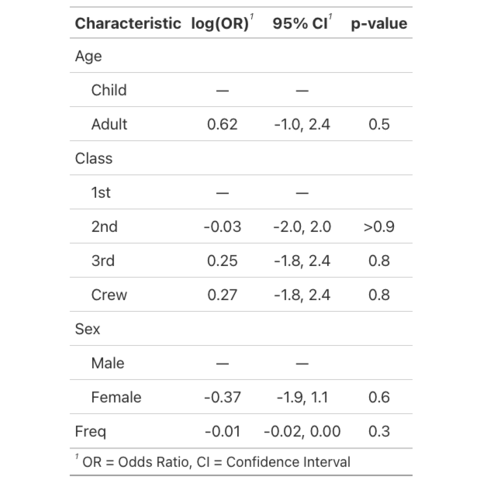 Characteristic log(OR)¹ 95% CI¹ p-value
Age
Child — —
Adult 0.62 -1.0, 2.4 0.5
Class
1st — —
2nd -0.03 -2.0, 2.0 >0.9
3rd 0.25 -1.8, 2.4 0.8
Crew 0.27 -1.8, 2.4 0.8
Sex
Male — —
Female -0.37 -1.9, 1.1 0.6
Freq -0.01 -0.02, 0.00 0.3
¹ OR = Odds Ratio, CI = Confidence Interval